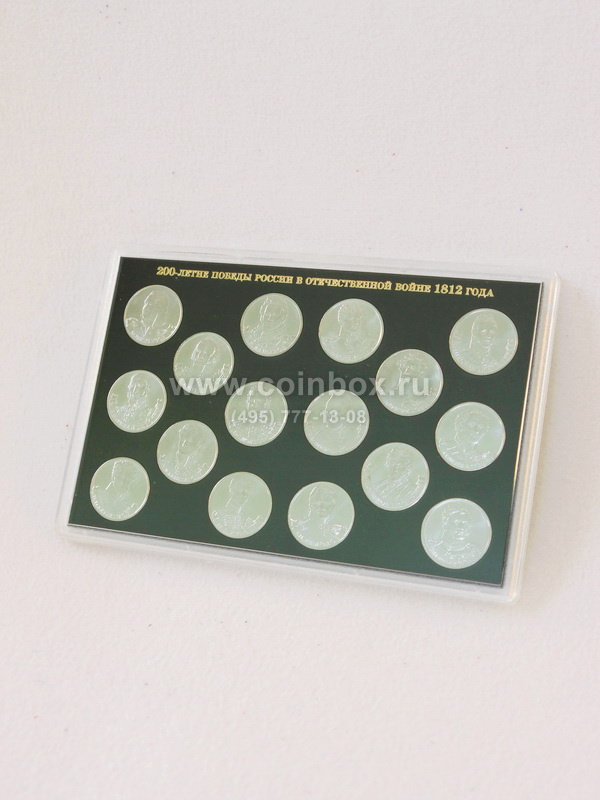 200-ЛЕТИЕ ПОБЕДЫ РОССИИ В ОТЕЧЕСТВЕННОЙ ВОЙНЕ 1812 ГОДА
www.coinbox.ru
(495) 777-13-08